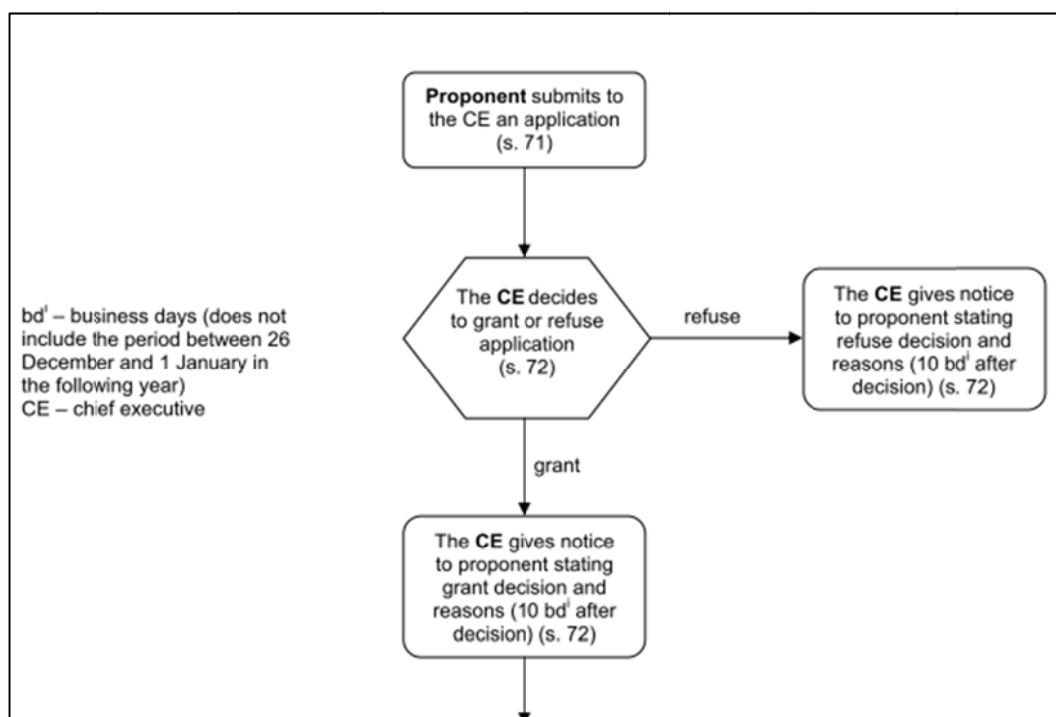 Proponent submits to
the CE an application
(s. 71)
bdⁱ – business days (does not
include the period between 26
December and 1 January in
the following year)
CE – chief executive
The CE decides
to grant or refuse
application
(s. 72)
refuse
The CE gives notice
to proponent stating
refuse decision and
reasons (10 bdⁱ after
decision) (s. 72)
grant
The CE gives notice
to proponent stating
grant decision and
reasons (10 bdⁱ after
decision) (s. 72)